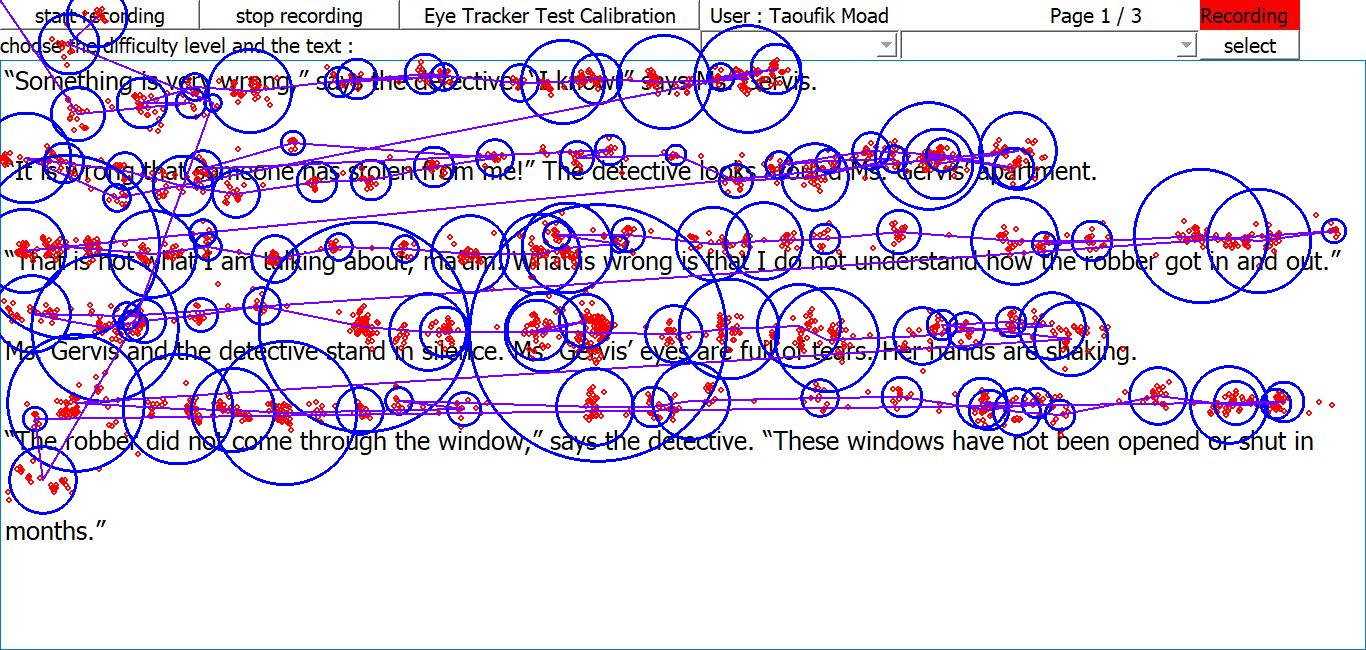 start recording stop recording Eye Tracker Test Calibration User : Taoufik Moad Page 1 / 3 Recording
choose the difficulty level and the text : select
“Something is very wrong,” says the detective. “I know!” says Ms. Gervis.
“It is wrong that someone has stolen from me!” The detective looks around Ms. Gervis’ apartment.
“That is not what I am talking about, ma’am. What is wrong is that I do not understand how the robber got in and out.”
Ms. Gervis and the detective stand in silence. Ms. Gervis’ eyes are full of tears. Her hands are shaking.
“The robber did not come through the window,” says the detective. “These windows have not been opened or shut in
months.”